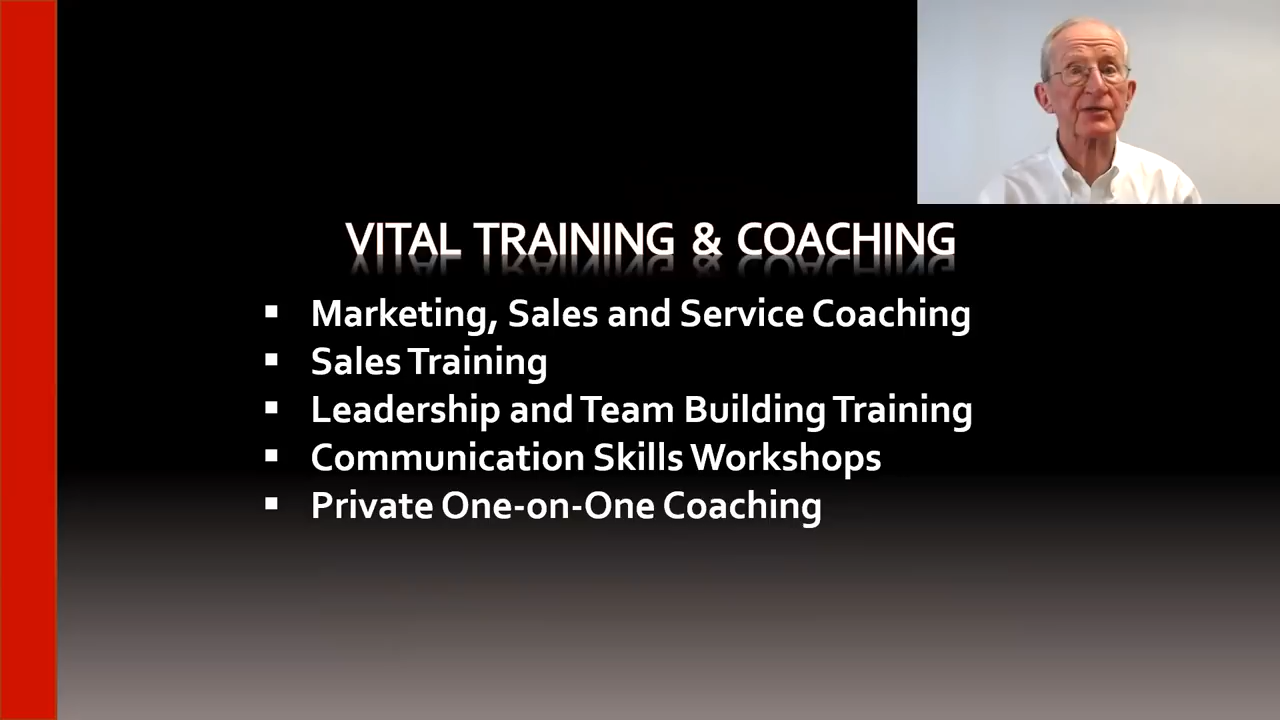 VITAL TRAINING & COACHING
▪ Marketing, Sales and Service Coaching
▪ Sales Training
▪ Leadership and Team Building Training
▪ Communication Skills Workshops
▪ Private One-on-One Coaching